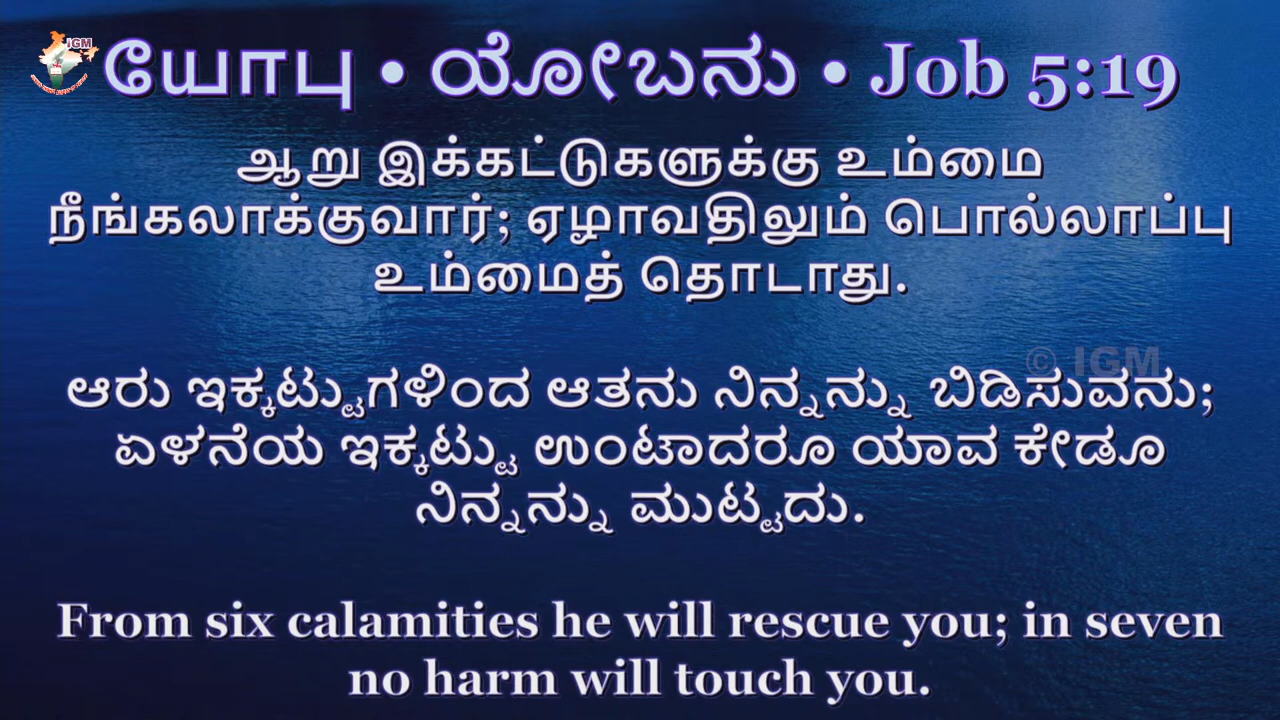 IGM
யோபு • ಯೋಬನು • Job 5:19
ஆறு இக்கட்டுகளுக்கு உம்மை
நீங்கலாக்குவார்; ஏழாவதிலும் பொல்லாப்பு
உம்மைத் தொடாது.
© IGM
ಆರು ಇಕ್ಕಟ್ಟುಗಳಿಂದ ಆತನು ನಿನ್ನನ್ನು ಬಿಡಿಸುವನು;
ಏಳನೆಯ ಇಕ್ಕಟ್ಟು ಉಂಟಾದರೂ ಯಾವ ಕೇಡೂ
ನಿನ್ನನ್ನು ಮುಟ್ಟದು.
From six calamities he will rescue you; in seven
no harm will touch you.